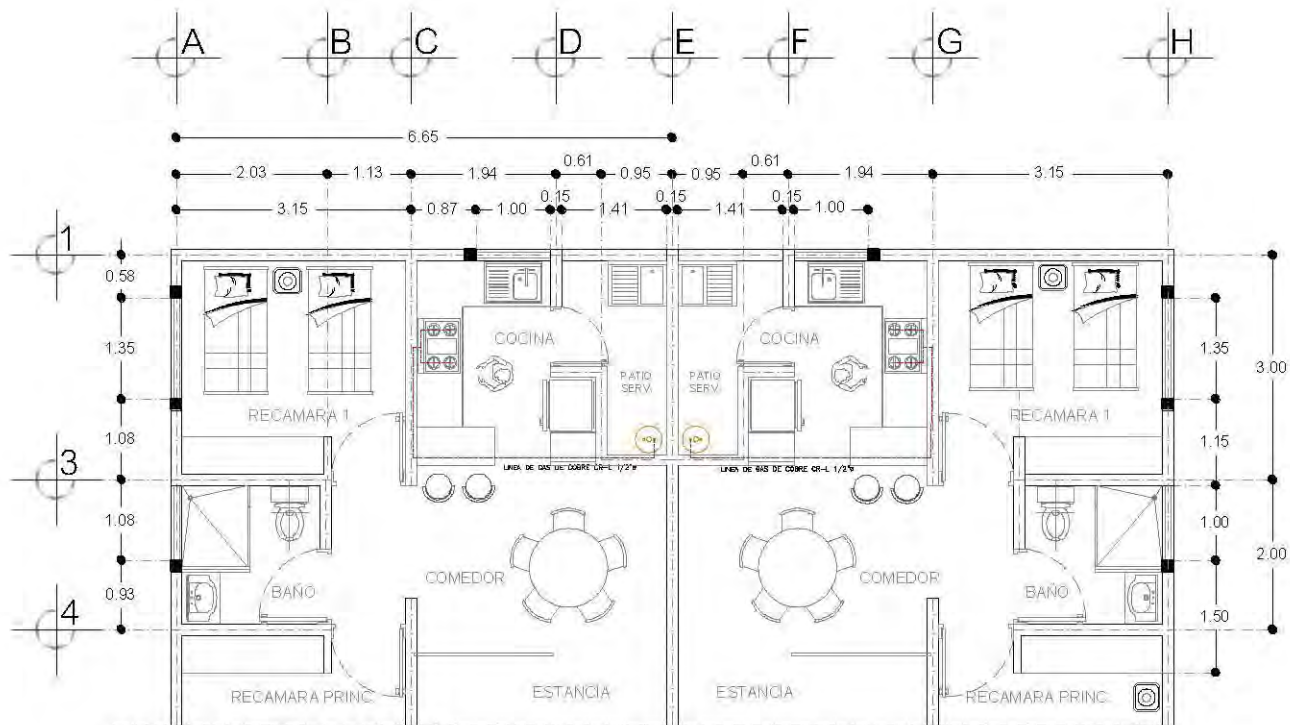 A B C D E F G H
6.65
0.61 0.61
2.03 1.13 1.94 0.95 0.95 1.94 3.15
0.15 0.15 0.15
3.15 0.87 1.00 1.41 1.41 1.00
1
0.58
COCINA COCINA
1.35 1.35
3.00
PATIO PATIO
SERV. SERV.
RECAMARA 1 RECAMARA 1
1.08 1.15
3
LINEA DE GAS DE COBRE CR-L 1/2"ø LINEA DE GAS DE COBRE CR-L 1/2"ø
1.08 1.00
2.00
COMEDOR COMEDOR
0.93 BAÑO BAÑO
4
1.50
RECAMARA PRINC. ESTANCIA ESTANCIA RECAMARA PRINC.